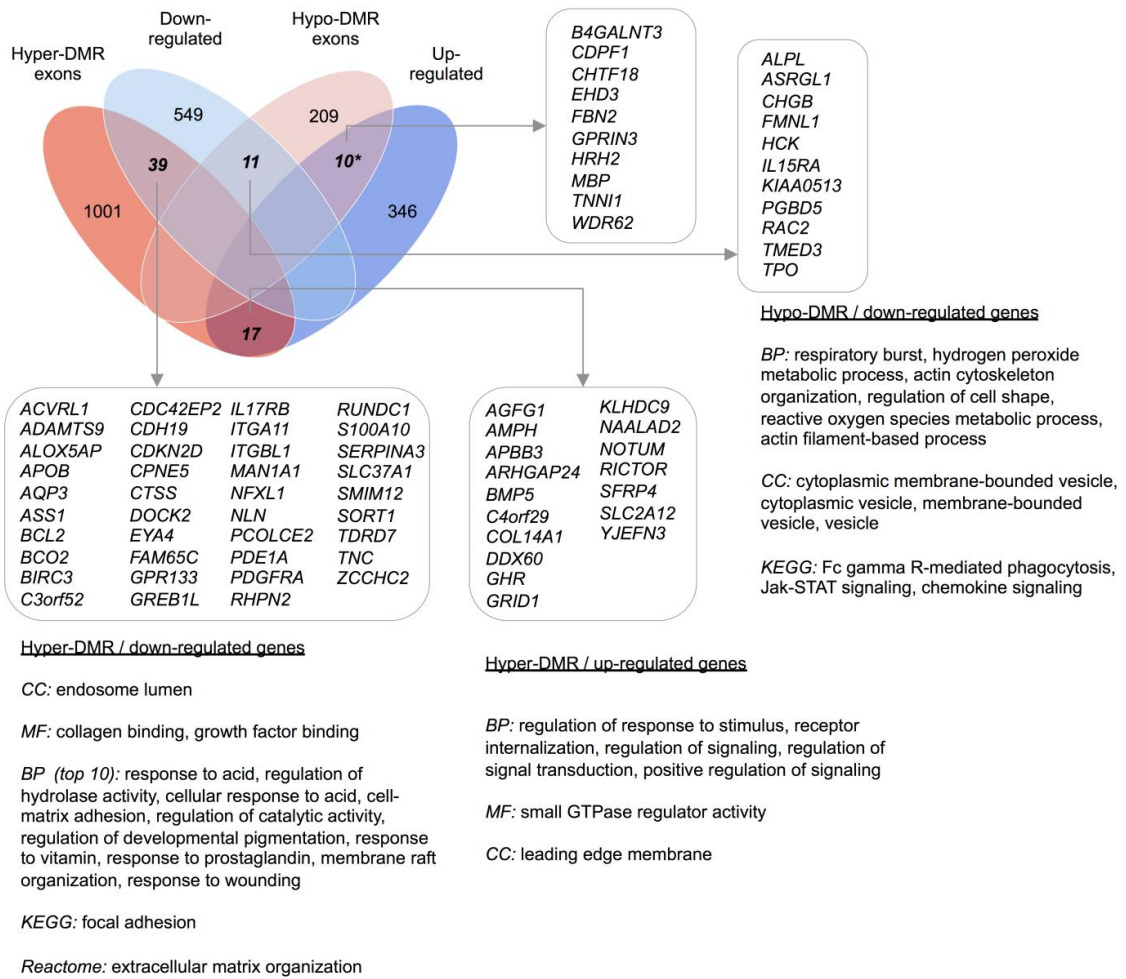 Hyper-DMR
exons
Down-
regulated
Hypo-DMR
exons
Up-
regulated
549
209
39
11
10*
1001
346
17
B4GALNT3
CDPF1
CHTF18
EHD3
FBN2
GPRIN3
HRH2
MBP
TNNI1
WDR62
ALPL
ASRGL1
CHGB
FMNL1
HCK
IL15RA
KIAA0513
PGBD5
RAC2
TMED3
TPO
Hypo-DMR / down-regulated genes
BP: respiratory burst, hydrogen peroxide
metabolic process, actin cytoskeleton
organization, regulation of cell shape,
reactive oxygen species metabolic process,
actin filament-based process
CC: cytoplasmic membrane-bounded vesicle,
cytoplasmic vesicle, membrane-bounded
vesicle, vesicle
KEGG: Fc gamma R-mediated phagocytosis,
Jak-STAT signaling, chemokine signaling
ACVRL1 CDC42EP2 IL17RB RUNDC1
ADAMTS9 CDH19 ITGA11 S100A10
ALOX5AP CDKN2D ITGBL1 SERPINA3
APOB CPNE5 MAN1A1 SLC37A1
AQP3 CTSS NFXL1 SMIM12
ASS1 DOCK2 NLN SORT1
BCL2 EYA4 PCOLCE2 TDRD7
BCO2 FAM65C PDE1A TNC
BIRC3 GPR133 PDGFRA ZCCHC2
C3orf52 GREB1L RHPN2
Hyper-DMR / down-regulated genes
CC: endosome lumen
MF: collagen binding, growth factor binding
BP (top 10): response to acid, regulation of
hydrolase activity, cellular response to acid, cell-
matrix adhesion, regulation of catalytic activity,
regulation of developmental pigmentation, response
to vitamin, response to prostaglandin, membrane raft
organization, response to wounding
KEGG: focal adhesion
Reactome: extracellular matrix organization
AGFG1 KLHDC9
AMPH NAALAD2
APBB3 NOTUM
ARHGAP24 RICTOR
BMP5 SFRP4
C4orf29 SLC2A12
COL14A1 YJEFN3
DDX60
GHR
GRID1
Hyper-DMR / up-regulated genes
BP: regulation of response to stimulus, receptor
internalization, regulation of signaling, regulation of
signal transduction, positive regulation of signaling
MF: small GTPase regulator activity
CC: leading edge membrane